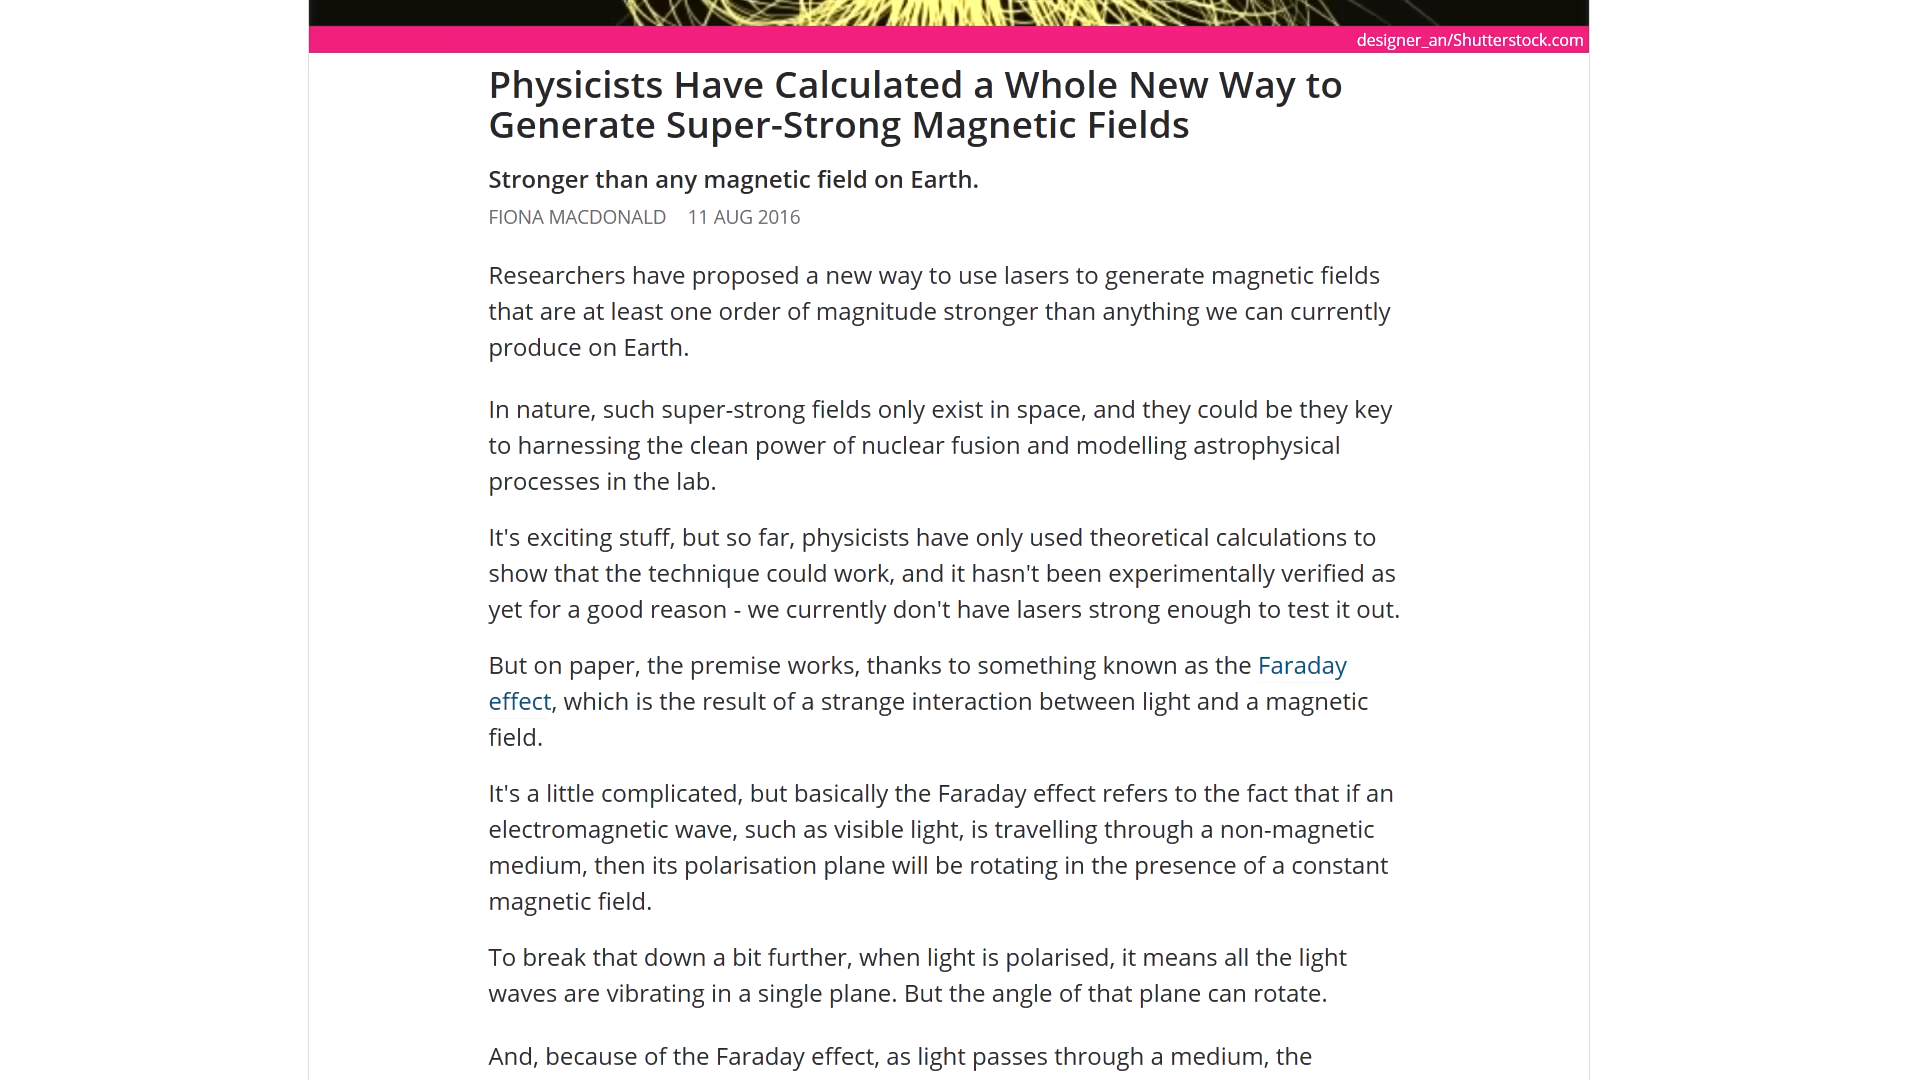 designer_an/Shutterstock.com
Physicists Have Calculated a Whole New Way to
Generate Super-Strong Magnetic Fields
Stronger than any magnetic field on Earth.
FIONA MACDONALD 11 AUG 2016
Researchers have proposed a new way to use lasers to generate magnetic fields
that are at least one order of magnitude stronger than anything we can currently
produce on Earth.
In nature, such super-strong fields only exist in space, and they could be they key
to harnessing the clean power of nuclear fusion and modelling astrophysical
processes in the lab.
It's exciting stuff, but so far, physicists have only used theoretical calculations to
show that the technique could work, and it hasn't been experimentally verified as
yet for a good reason - we currently don't have lasers strong enough to test it out.
But on paper, the premise works, thanks to something known as the Faraday
effect, which is the result of a strange interaction between light and a magnetic
field.
It's a little complicated, but basically the Faraday effect refers to the fact that if an
electromagnetic wave, such as visible light, is travelling through a non-magnetic
medium, then its polarisation plane will be rotating in the presence of a constant
magnetic field.
To break that down a bit further, when light is polarised, it means all the light
waves are vibrating in a single plane. But the angle of that plane can rotate.
And, because of the Faraday effect, as light passes through a medium, the